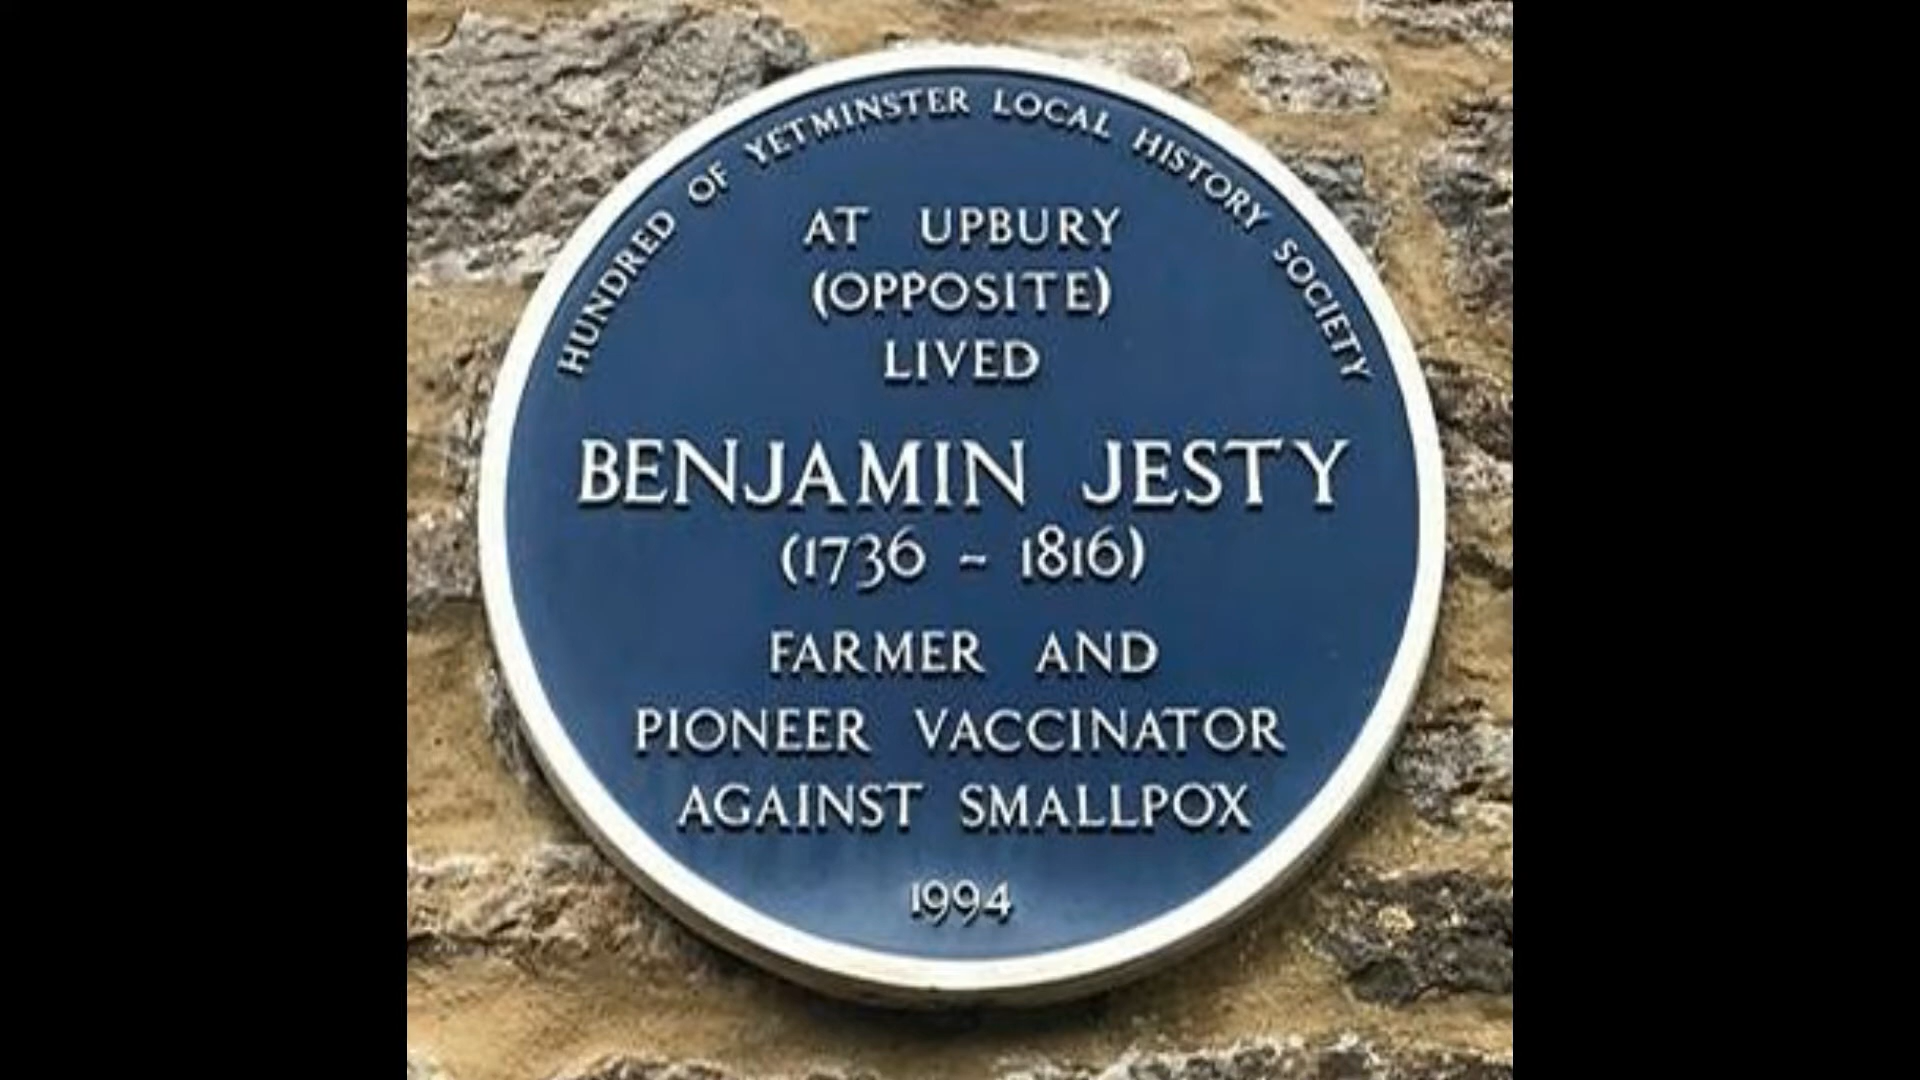 HUNDRED OF YETMINSTER LOCAL HISTORY SOCIETY
AT UPBURY
(OPPOSITE)
LIVED
BENJAMIN JESTY
(1736 - 1816)
FARMER AND
PIONEER VACCINATOR
AGAINST SMALLPOX
1994